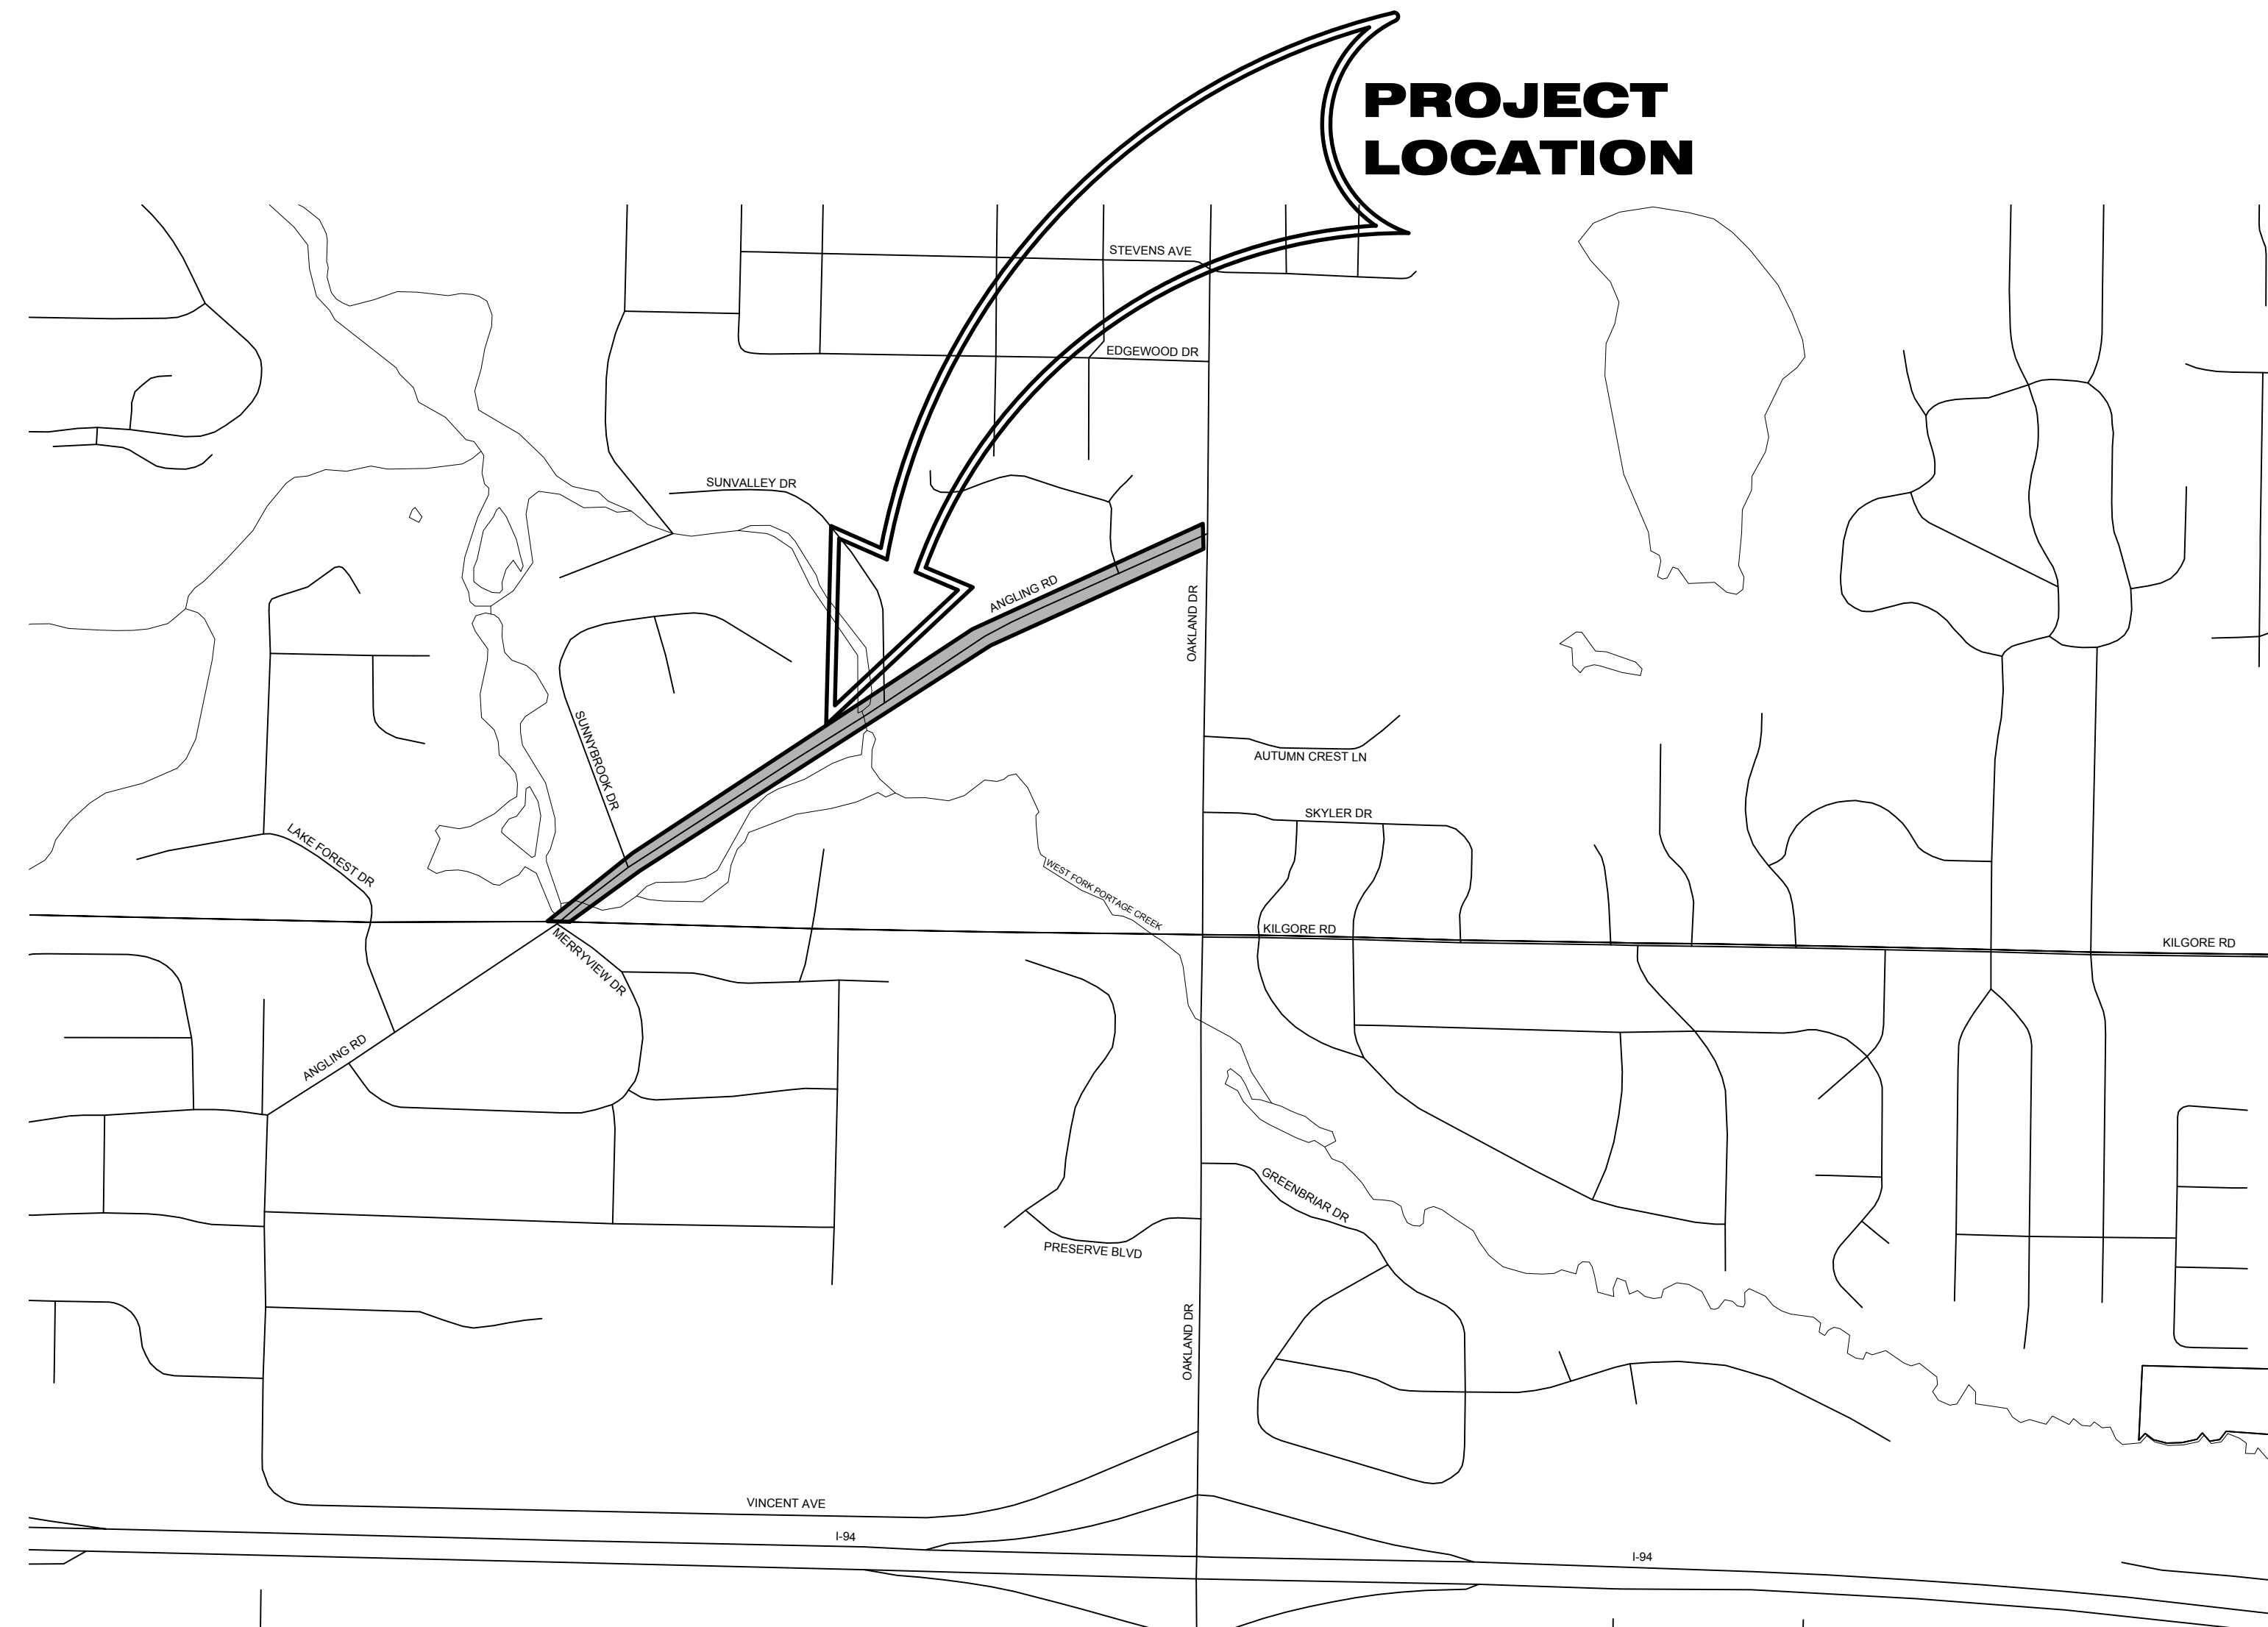 PROJECT
LOCATION
STEVENS AVE
EDGEWOOD DR
SUNVALLEY DR
ANGLING RD
OAKLAND DR
SUNNYBROOK DR
AUTUMN CREST LN
SKYLER DR
LAKE FOREST DR
WEST FORK PORTAGE CREEK
KILGORE RD
KILGORE RD
MERRYVIEW DR
ANGLING RD
GREENBRIAR DR
PRESERVE BLVD
OAKLAND DR
VINCENT AVE
I-94
I-94